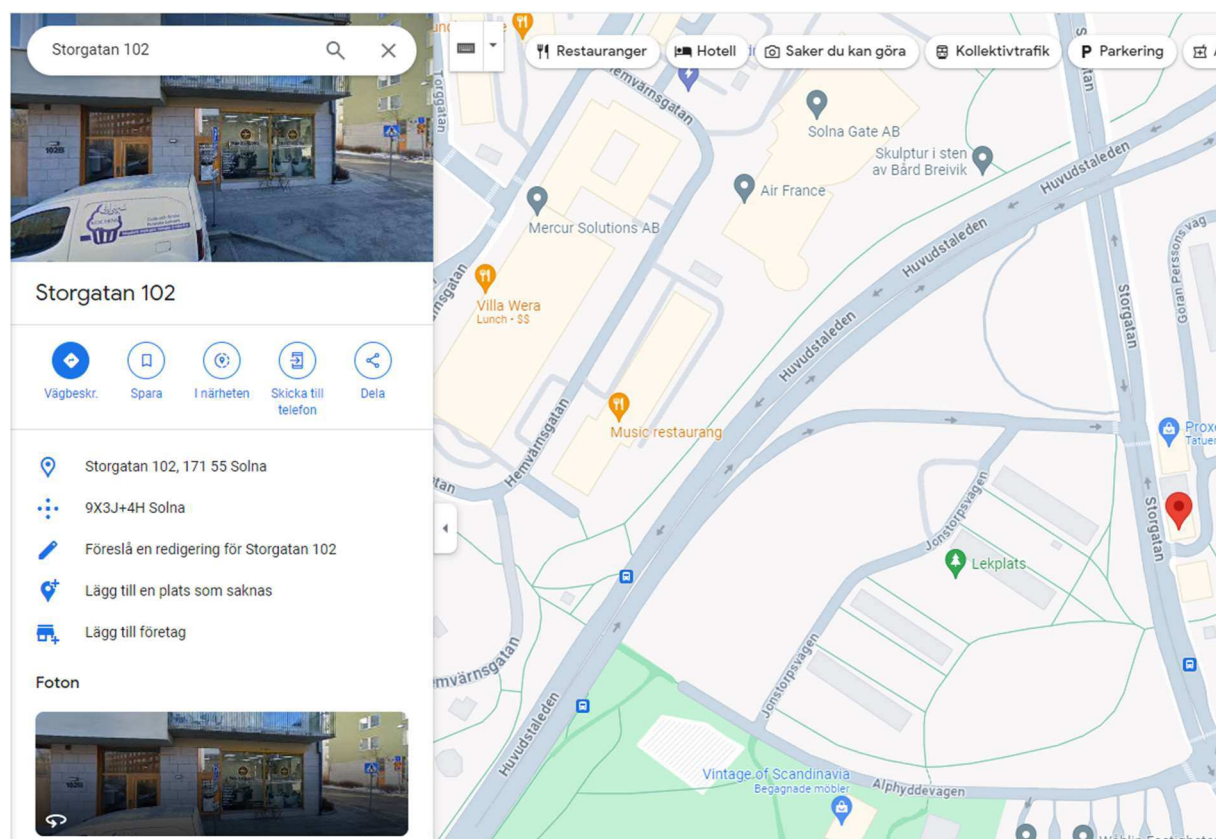 Storgatan 102
102B
Storgatan 102
Vägbeskr.
Spara
I närheten
Skicka till
telefon
Dela
Storgatan 102, 171 55 Solna
9X3J+4H Solna
Föreslå en redigering för Storgatan 102
Lägg till en plats som saknas
Lägg till företag
Foton
102B
Restauranger
Hotell
Saker du kan göra
Kollektivtrafik
P Parkering
Torggatan
Hemvärnsgatan
Solna Gate AB
Skulptur i sten
av Bård Breivik
Air France
Mercur Solutions AB
Huvudstaleden
Huvudstaleden
Huvudstaleden
Villa Wera
Lunch • $$
Storgatan
Göran Perssons väg
Music restaurang
Hemvärnsgatan
Proxe
Tatuer
Storgatan
Jonstorpsvägen
Lekplats
Jonstorpsvägen
Huvudstaleden
Vintage of Scandinavia
Begagnade möbler
Alphyddevägen